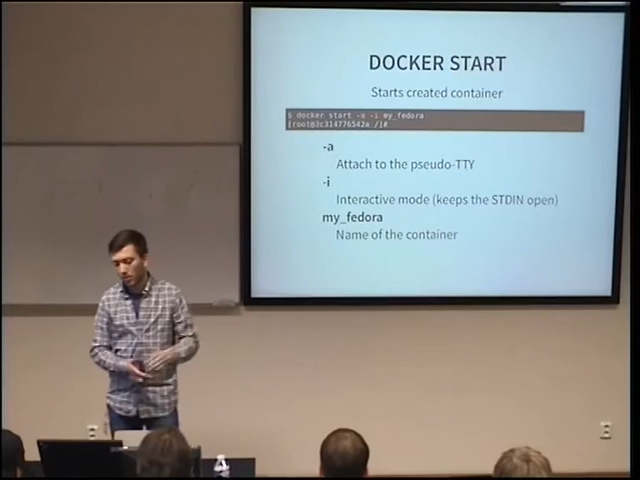 DOCKER START
Starts created container
$ docker start -a -i my_fedora
[root@3c314776542a /]#
-a
Attach to the pseudo-TTY
-i
Interactive mode (keeps the STDIN open)
my_fedora
Name of the container